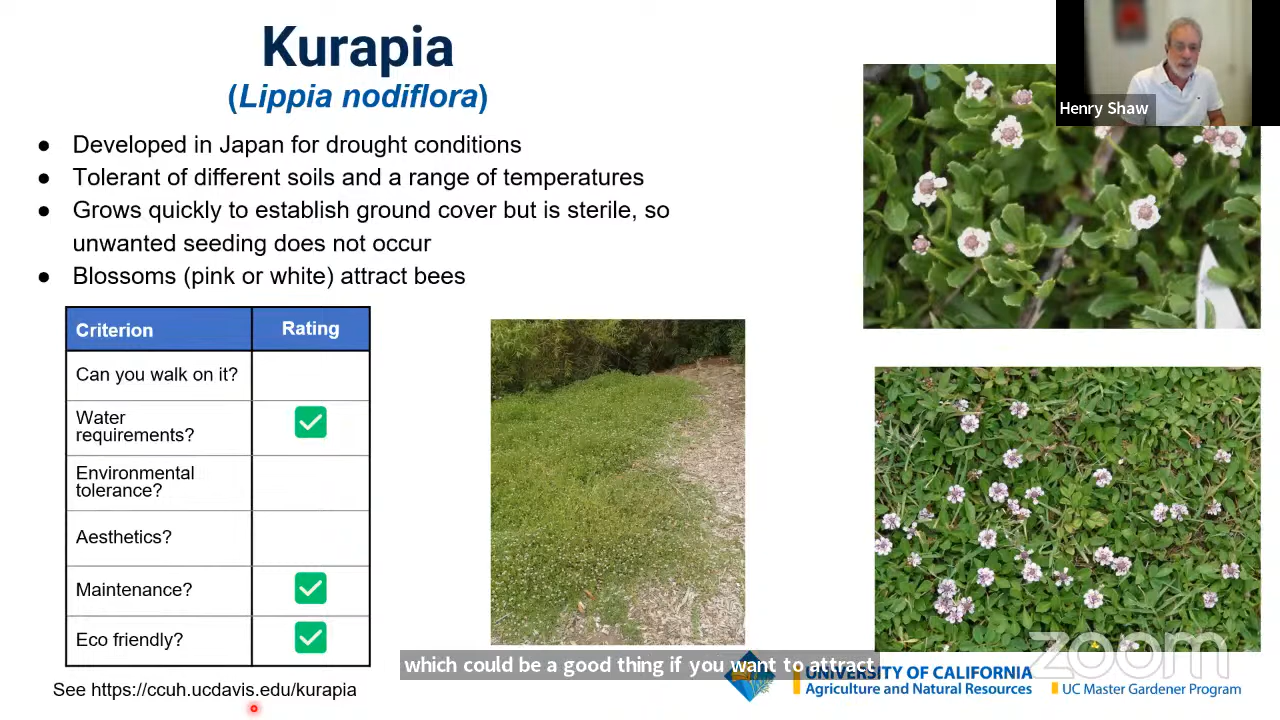 Kurapia
(Lippia nodiflora)
Henry Shaw
● Developed in Japan for drought conditions
● Tolerant of different soils and a range of temperatures
● Grows quickly to establish ground cover but is sterile, so
unwanted seeding does not occur
● Blossoms (pink or white) attract bees
Criterion Rating
Can you walk on it?
Water
requirements?
Environmental
tolerance?
Aesthetics?
Maintenance?
Eco friendly?
See https://ccuh.ucdavis.edu/kurapia
which could be a good thing if you want to attract
UNIVERSITY OF CALIFORNIA
Agriculture and Natural Resources
UC Master Gardener Program
zoom